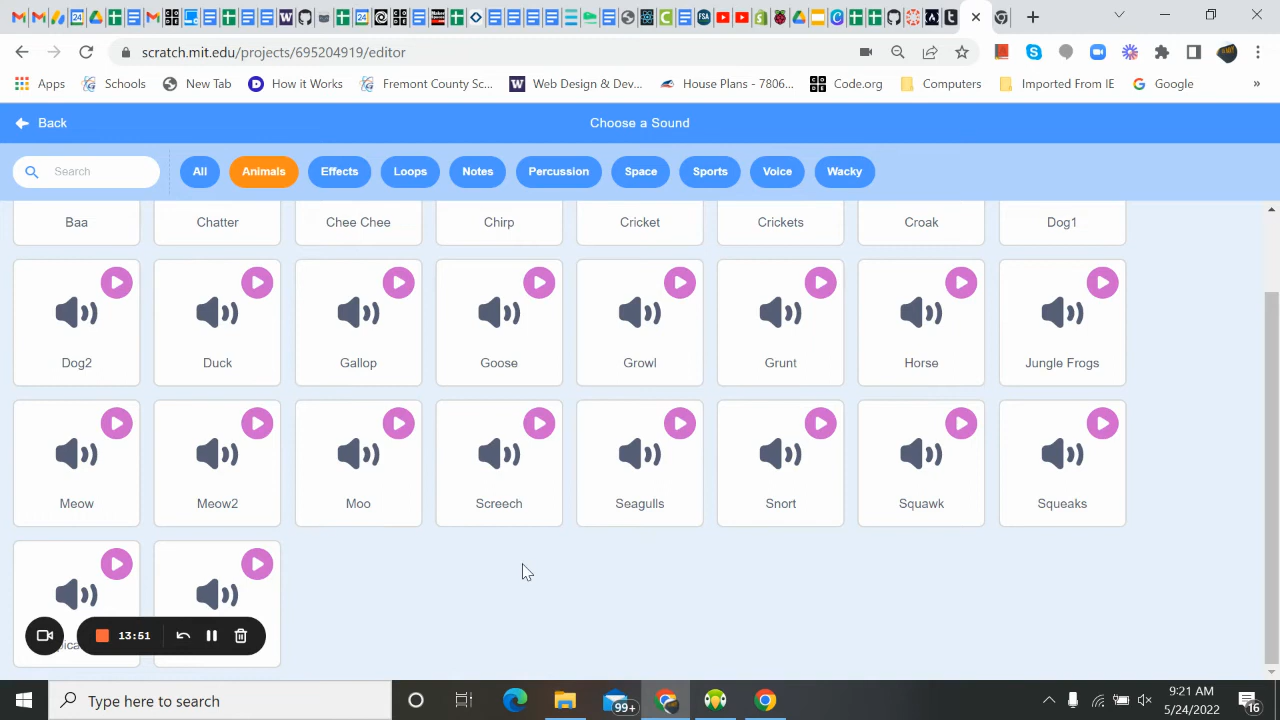 scratch.mit.edu/projects/695204919/editor
Apps Schools New Tab How it Works Fremont County Sc... Web Design & Dev... House Plans - 7806... Code.org Computers Imported From IE Google »
Back Choose a Sound
Search All Animals Effects Loops Notes Percussion Space Sports Voice Wacky
Baa Chatter Chee Chee Chirp Cricket Crickets Croak Dog1
Dog2 Duck Gallop Goose Growl Grunt Horse Jungle Frogs
Meow Meow2 Moo Screech Seagulls Snort Squawk Squeaks
13:51
Type here to search 99+ 9:21 AM
5/24/2022 16